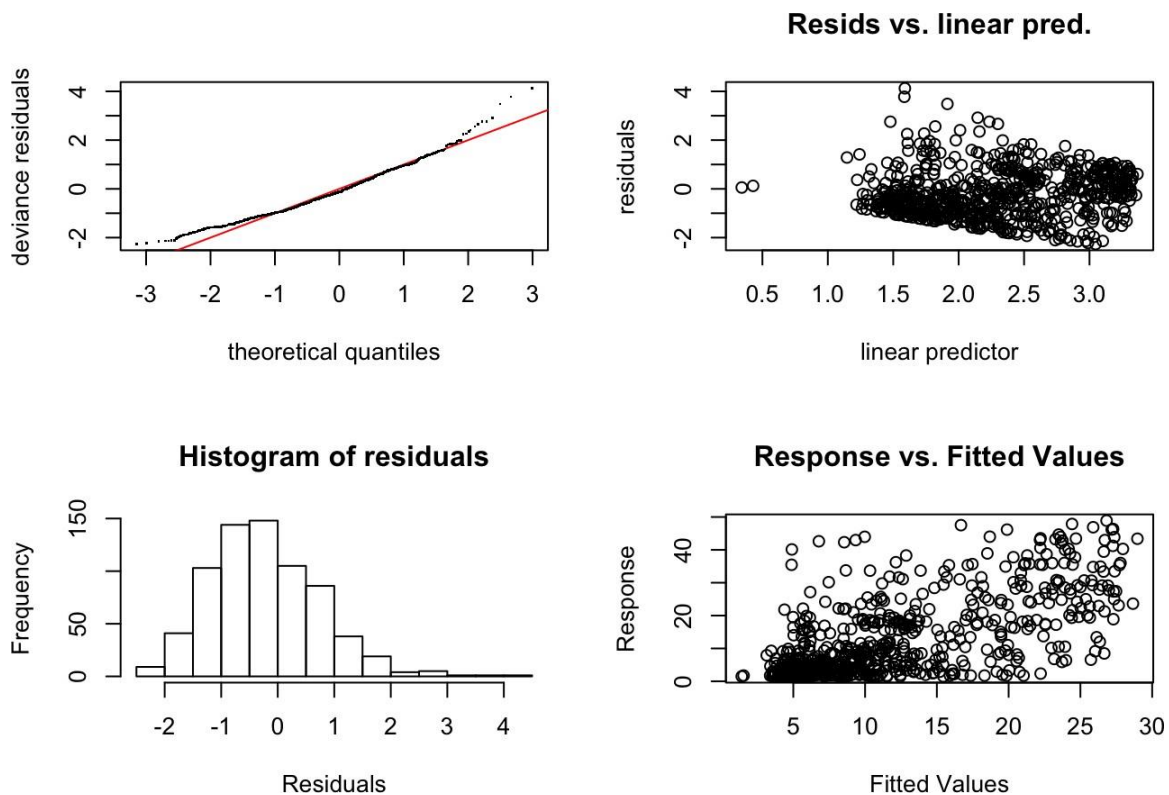 deviance residuals
4
2
0
-2
-3 -2 -1 0 1 2 3
theoretical quantiles
Resids vs. linear pred.
residuals
4
2
0
-2
0.5 1.0 1.5 2.0 2.5 3.0
linear predictor
Histogram of residuals
Frequency
150
50
0
-2 -1 0 1 2 3 4
Residuals
Response vs. Fitted Values
Response
40
20
0
5 10 15 20 25 30
Fitted Values